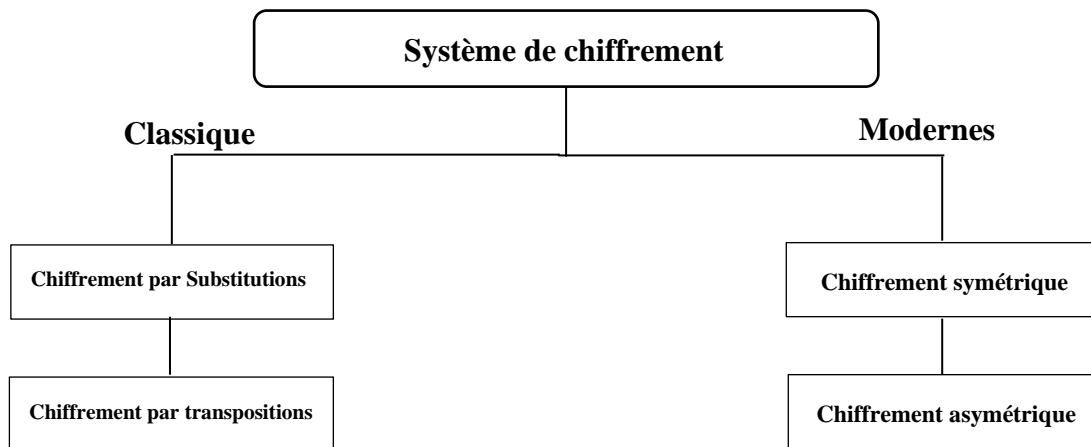 Système de chiffrement
Classique
Modernes
Chiffrement par Substitutions
Chiffrement symétrique
Chiffrement par transpositions
Chiffrement asymétrique